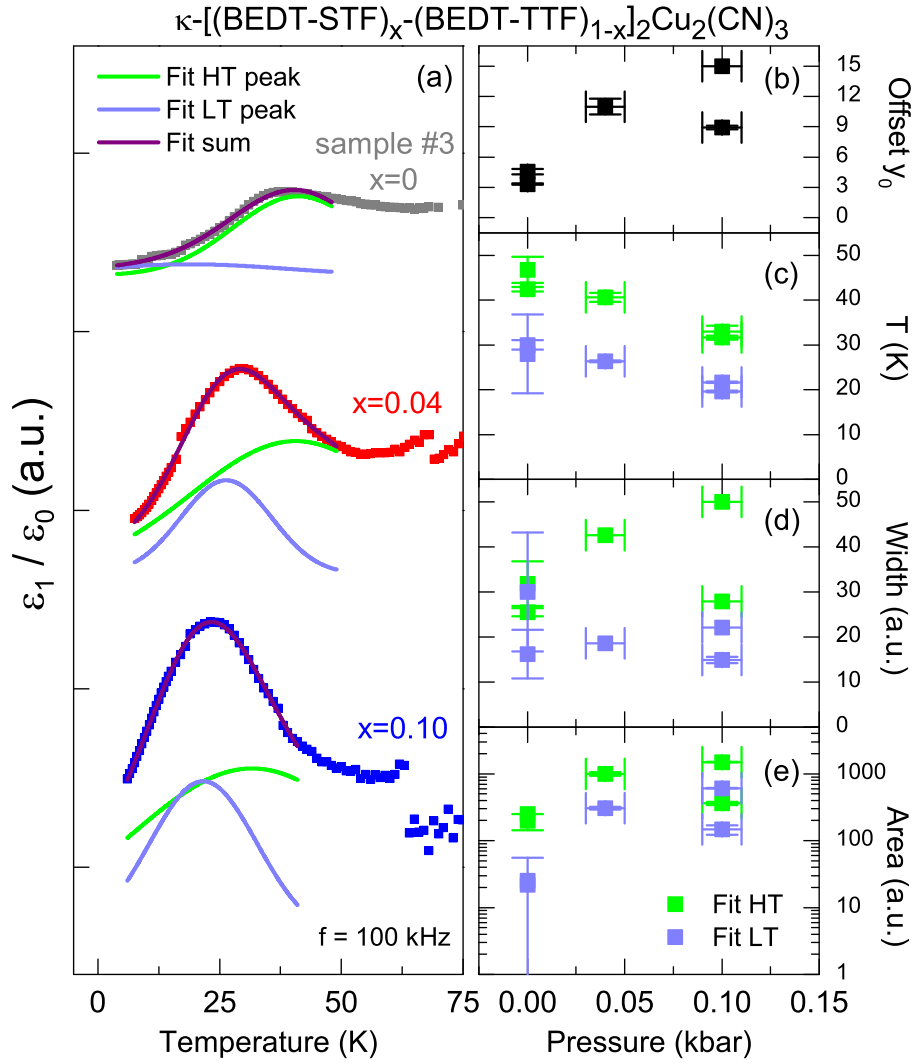 κ-[(BEDT-STF)x-(BEDT-TTF)1-x]2Cu2(CN)3
Fit HT peak
Fit LT peak
Fit sum
(a)
sample #3
x=0
x=0.04
x=0.10
f = 100 kHz
ε1 / ε0 (a.u.)
0 25 50 75
Temperature (K)
(b)
15
12
9
6
3
0
Offset y0
(c)
50
40
30
20
10
0
T (K)
(d)
50
40
30
20
10
0
Width (a.u.)
(e)
1000
100
10
1
Area (a.u.)
Fit HT
Fit LT
0.00 0.05 0.10 0.15
Pressure (kbar)